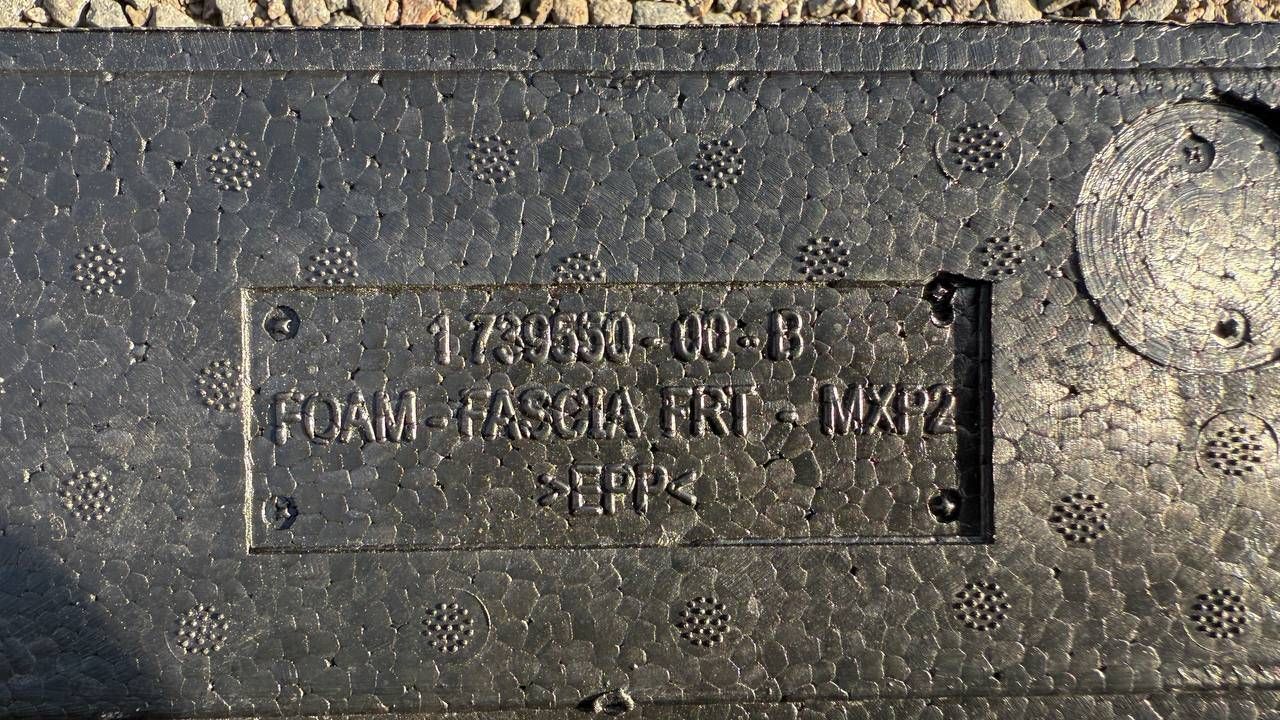 1739550-00-B
FOAM-FASCIA FRT - MXP2
>EPP<